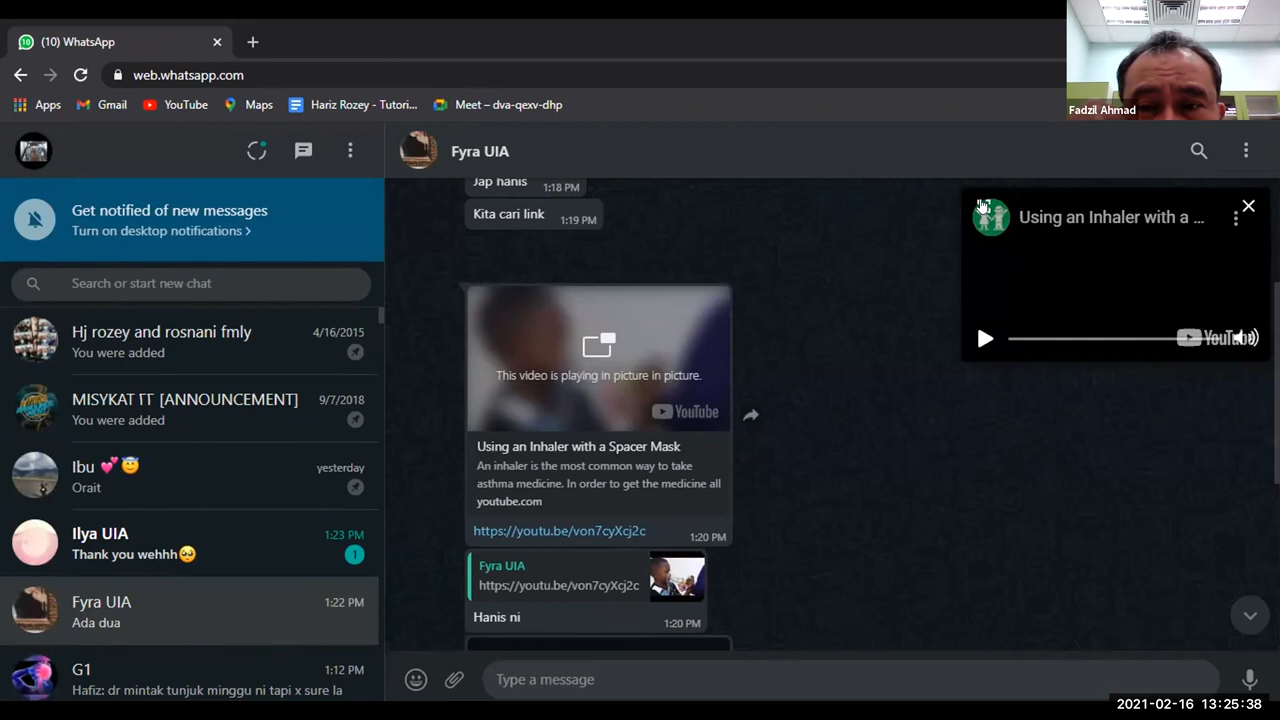 (10) WhatsApp
web.whatsapp.com
Apps
Gmail
YouTube
Maps
Hariz Rozey - Tutori...
Meet – dva-qexv-dhp
Fadzil Ahmad
Fyra UIA
Get notified of new messages
Turn on desktop notifications >
Search or start new chat
Hj rozey and rosnani fmly 4/16/2015
You were added
MISYKAT 17 [ANNOUNCEMENT] 9/7/2018
You were added
Ibu 💕😇 yesterday
Orait
Ilya UIA 1:23 PM
Thank you wehhh🥺 1
Fyra UIA 1:22 PM
Ada dua
G1 1:12 PM
Hafiz: dr mintak tunjuk minggu ni tapi x sure la
Jap hanis 1:18 PM
Kita cari link 1:19 PM
This video is playing in picture in picture.
YouTube
Using an Inhaler with a Spacer Mask
An inhaler is the most common way to take
asthma medicine. In order to get the medicine all
youtube.com
https://youtu.be/von7cyXcj2c
1:20 PM
Fyra UIA
https://youtu.be/von7cyXcj2c
Hanis ni
1:20 PM
Using an Inhaler with a ...
YouTube
Type a message
2021-02-16 13:25:38